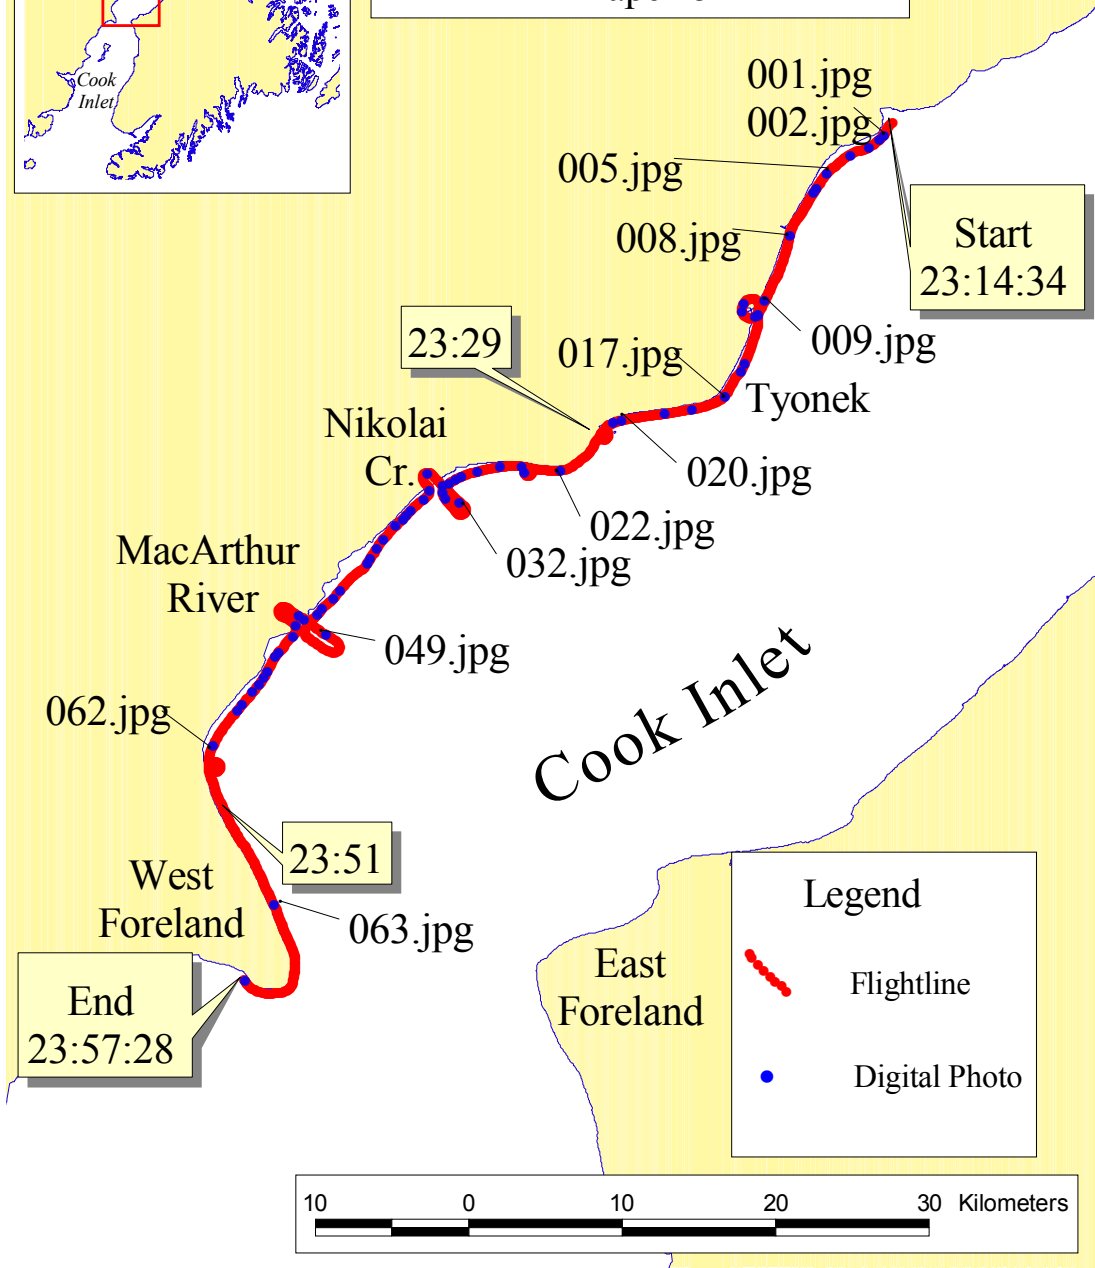 Cook
Inlet
001.jpg
002.jpg
005.jpg
008.jpg
Start
23:14:34
009.jpg
23:29
017.jpg
Tyonek
Nikolai
Cr.
020.jpg
022.jpg
032.jpg
MacArthur
River
049.jpg
062.jpg
Cook Inlet
23:51
West
Foreland
063.jpg
End
23:57:28
East
Foreland
Legend
Flightline
Digital Photo
10 0 10 20 30 Kilometers